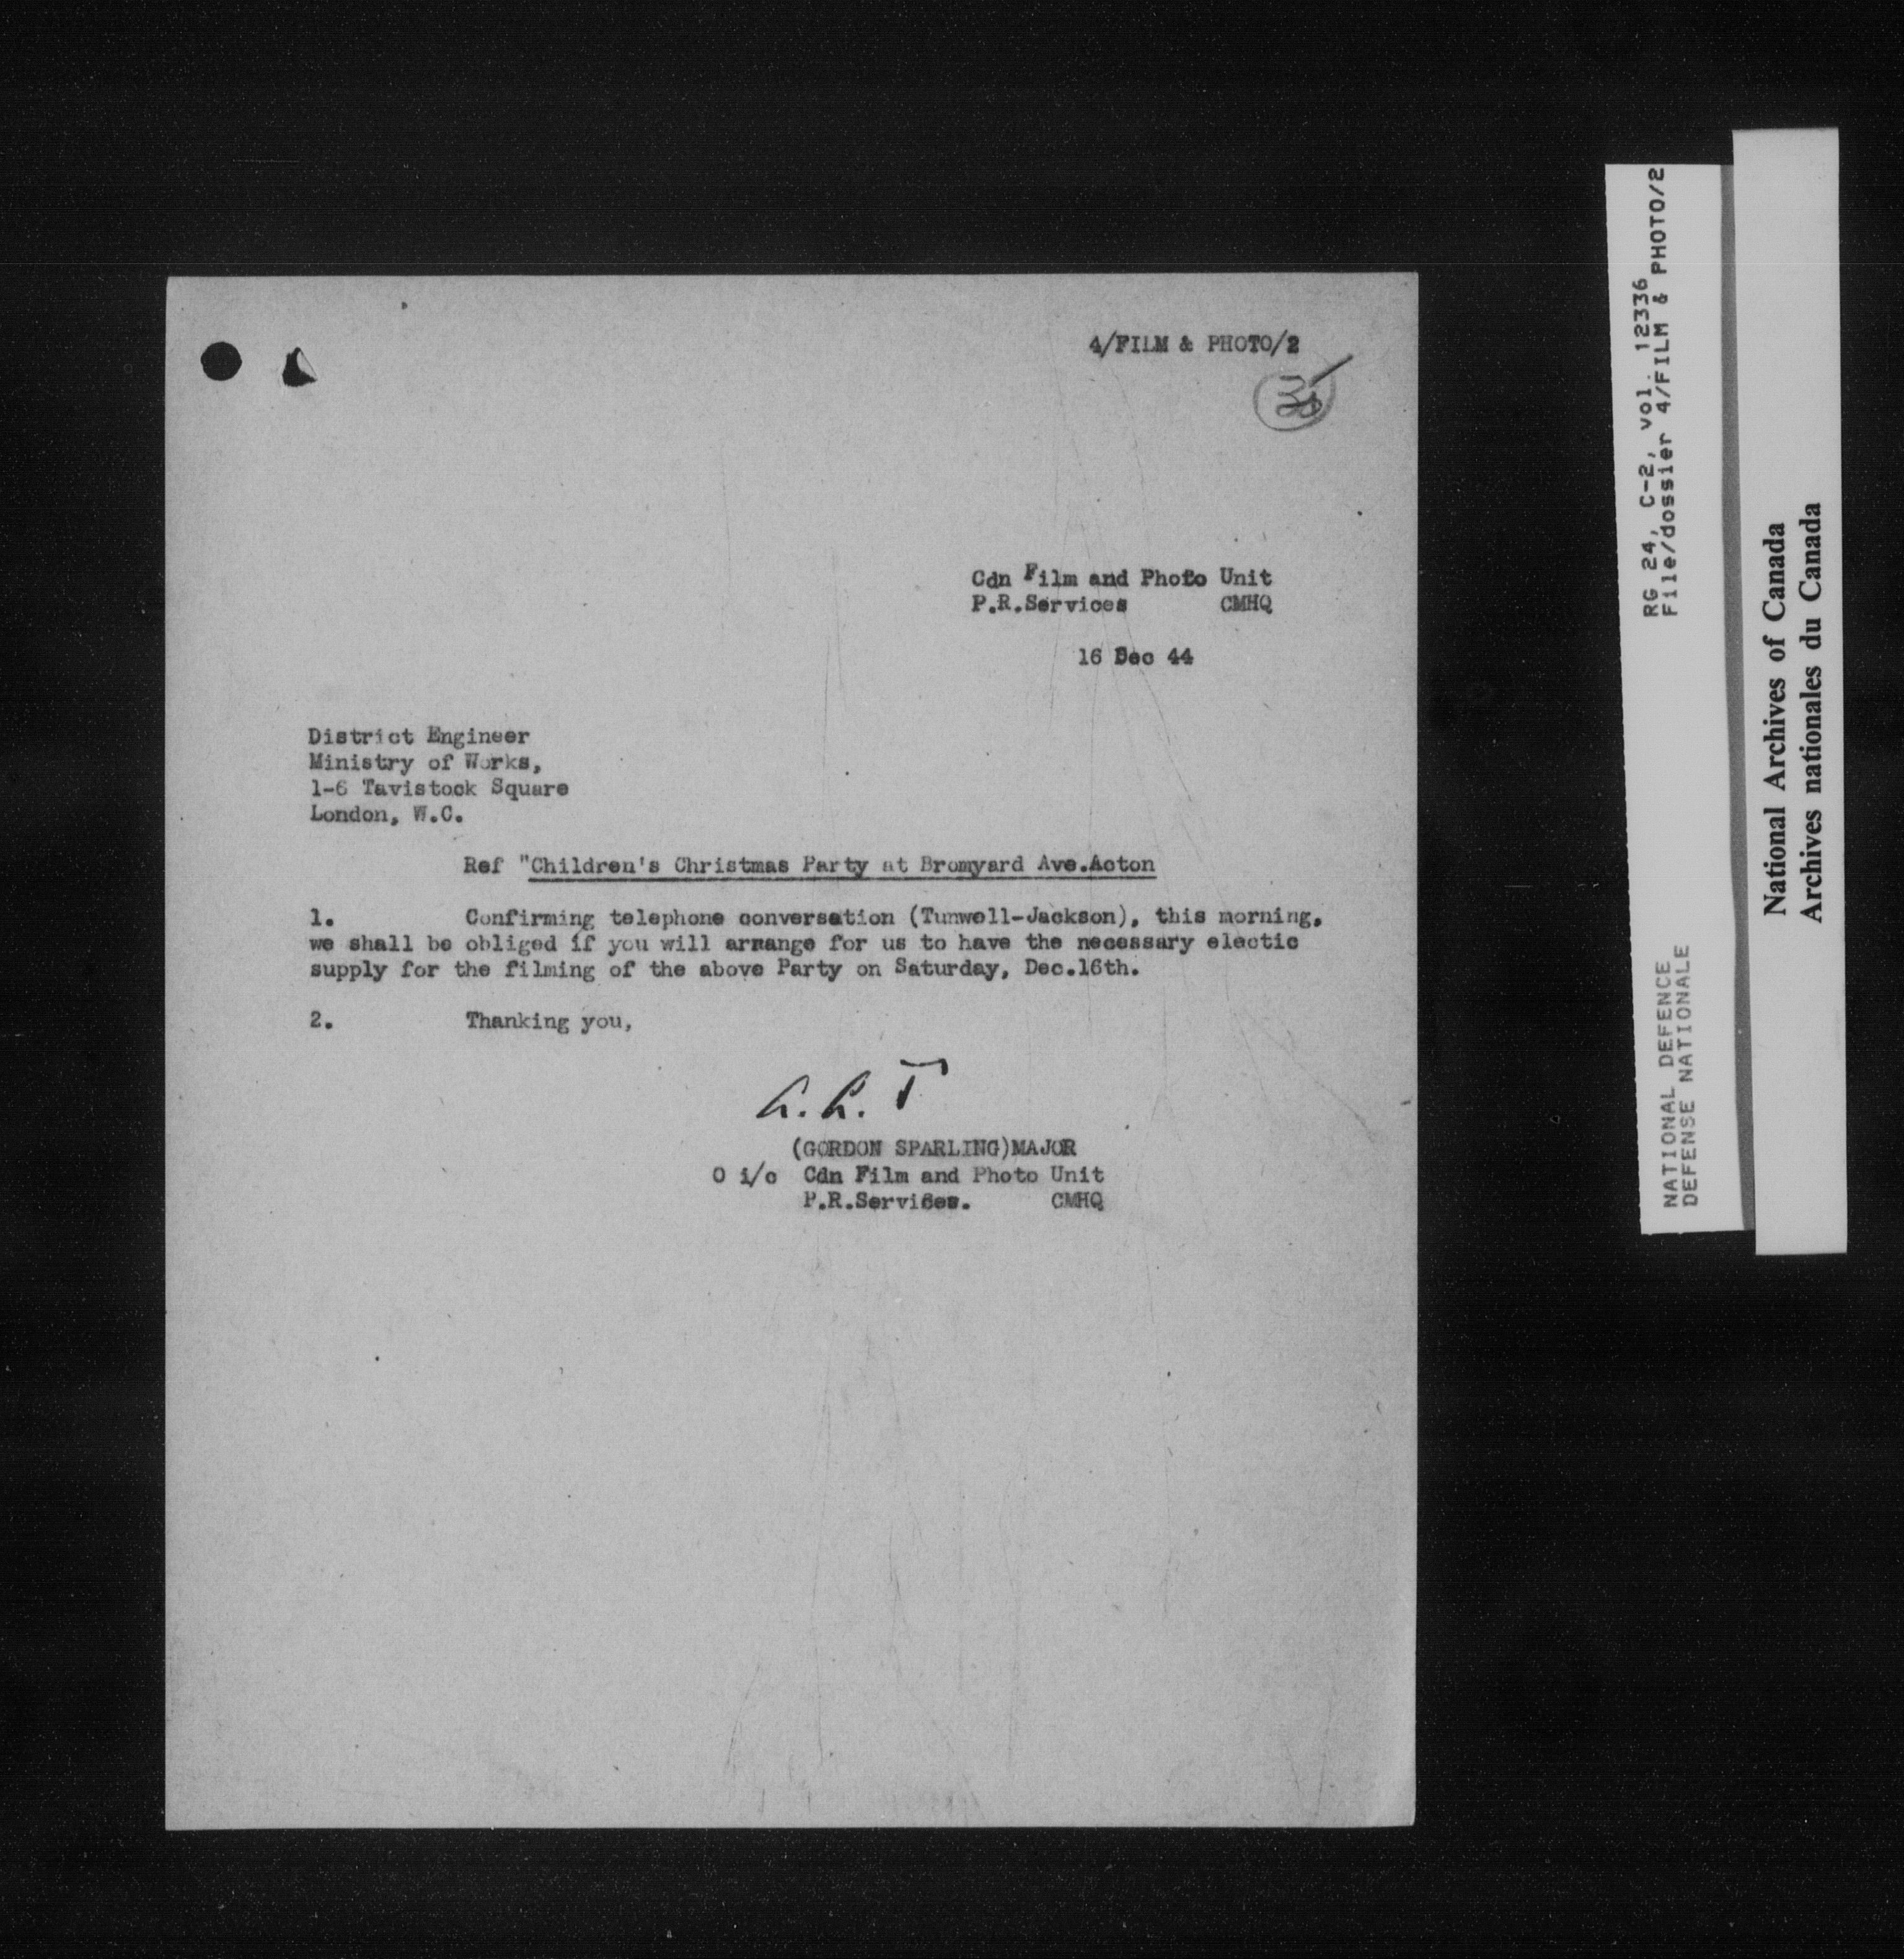 4/FILM & PHOTO/2
35
Cdn Film and Photo Unit
P.R.Services CMHQ
16 Dec 44
District Engineer
Ministry of Works,
1-6 Tavistock Square
London, W.C.
Ref "Children's Christmas Party at Bromyard Ave.Acton
1. Confirming telephone conversation (Tunwell-Jackson), this morning,
we shall be obliged if you will arrange for us to have the necessary electic
supply for the filming of the above Party on Saturday, Dec.16th.
2. Thanking you,
(GORDON SPARLING)MAJOR
O i/c Cdn Film and Photo Unit
P.R.Services. CMHQ
RG 24, C-2, vol. 12336
File/dossier 4/FILM & PHOTO/2
NATIONAL DEFENCE
DEFENSE NATIONALE
National Archives of Canada
Archives nationales du Canada